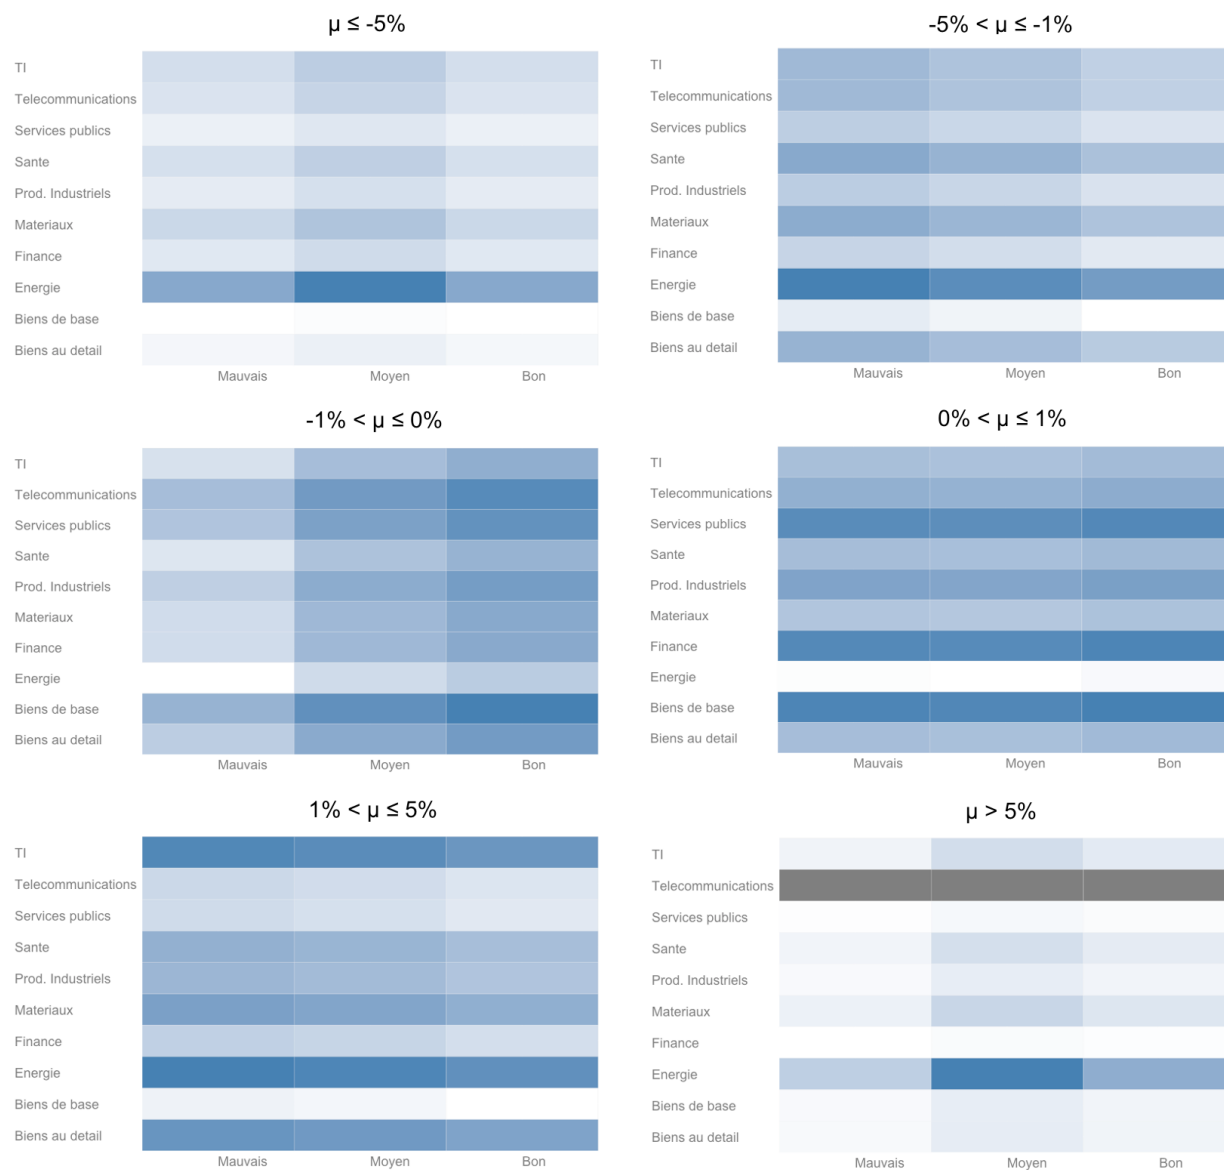 μ ≤ -5%
TI
Telecommunications
Services publics
Sante
Prod. Industriels
Materiaux
Finance
Energie
Biens de base
Biens au detail
Mauvais Moyen Bon
-5% < μ ≤ -1%
TI
Telecommunications
Services publics
Sante
Prod. Industriels
Materiaux
Finance
Energie
Biens de base
Biens au detail
Mauvais Moyen Bon
-1% < μ ≤ 0%
TI
Telecommunications
Services publics
Sante
Prod. Industriels
Materiaux
Finance
Energie
Biens de base
Biens au detail
Mauvais Moyen Bon
0% < μ ≤ 1%
TI
Telecommunications
Services publics
Sante
Prod. Industriels
Materiaux
Finance
Energie
Biens de base
Biens au detail
Mauvais Moyen Bon
1% < μ ≤ 5%
TI
Telecommunications
Services publics
Sante
Prod. Industriels
Materiaux
Finance
Energie
Biens de base
Biens au detail
Mauvais Moyen Bon
μ > 5%
TI
Telecommunications
Services publics
Sante
Prod. Industriels
Materiaux
Finance
Energie
Biens de base
Biens au detail
Mauvais Moyen Bon